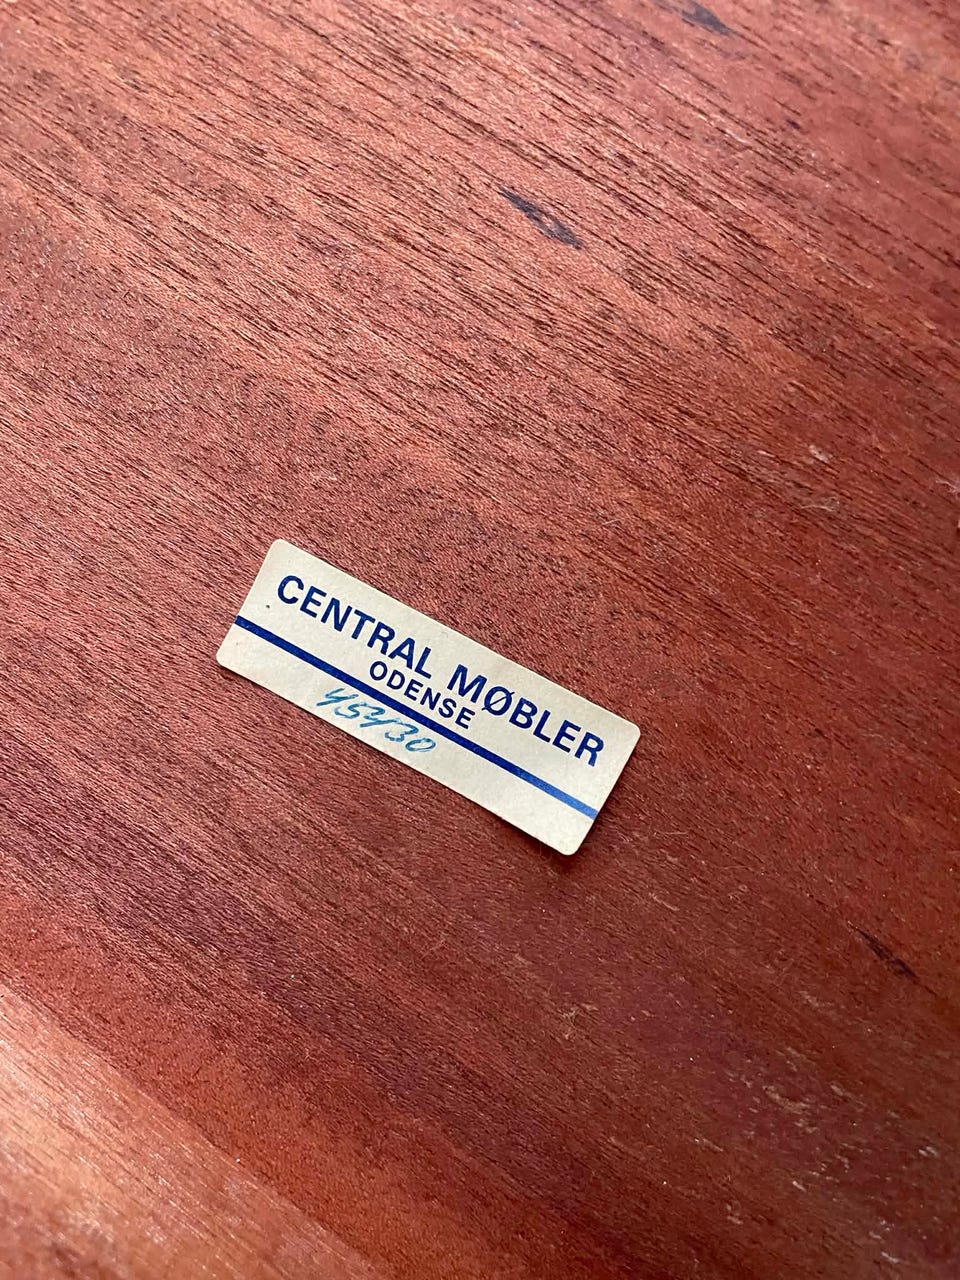 CENTRAL MØBLER
ODENSE
45430